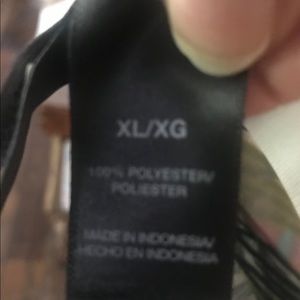 XL/XG
100% POLYESTER/
POLIESTER
MADE IN INDONESIA/
HECHO EN INDONESIA